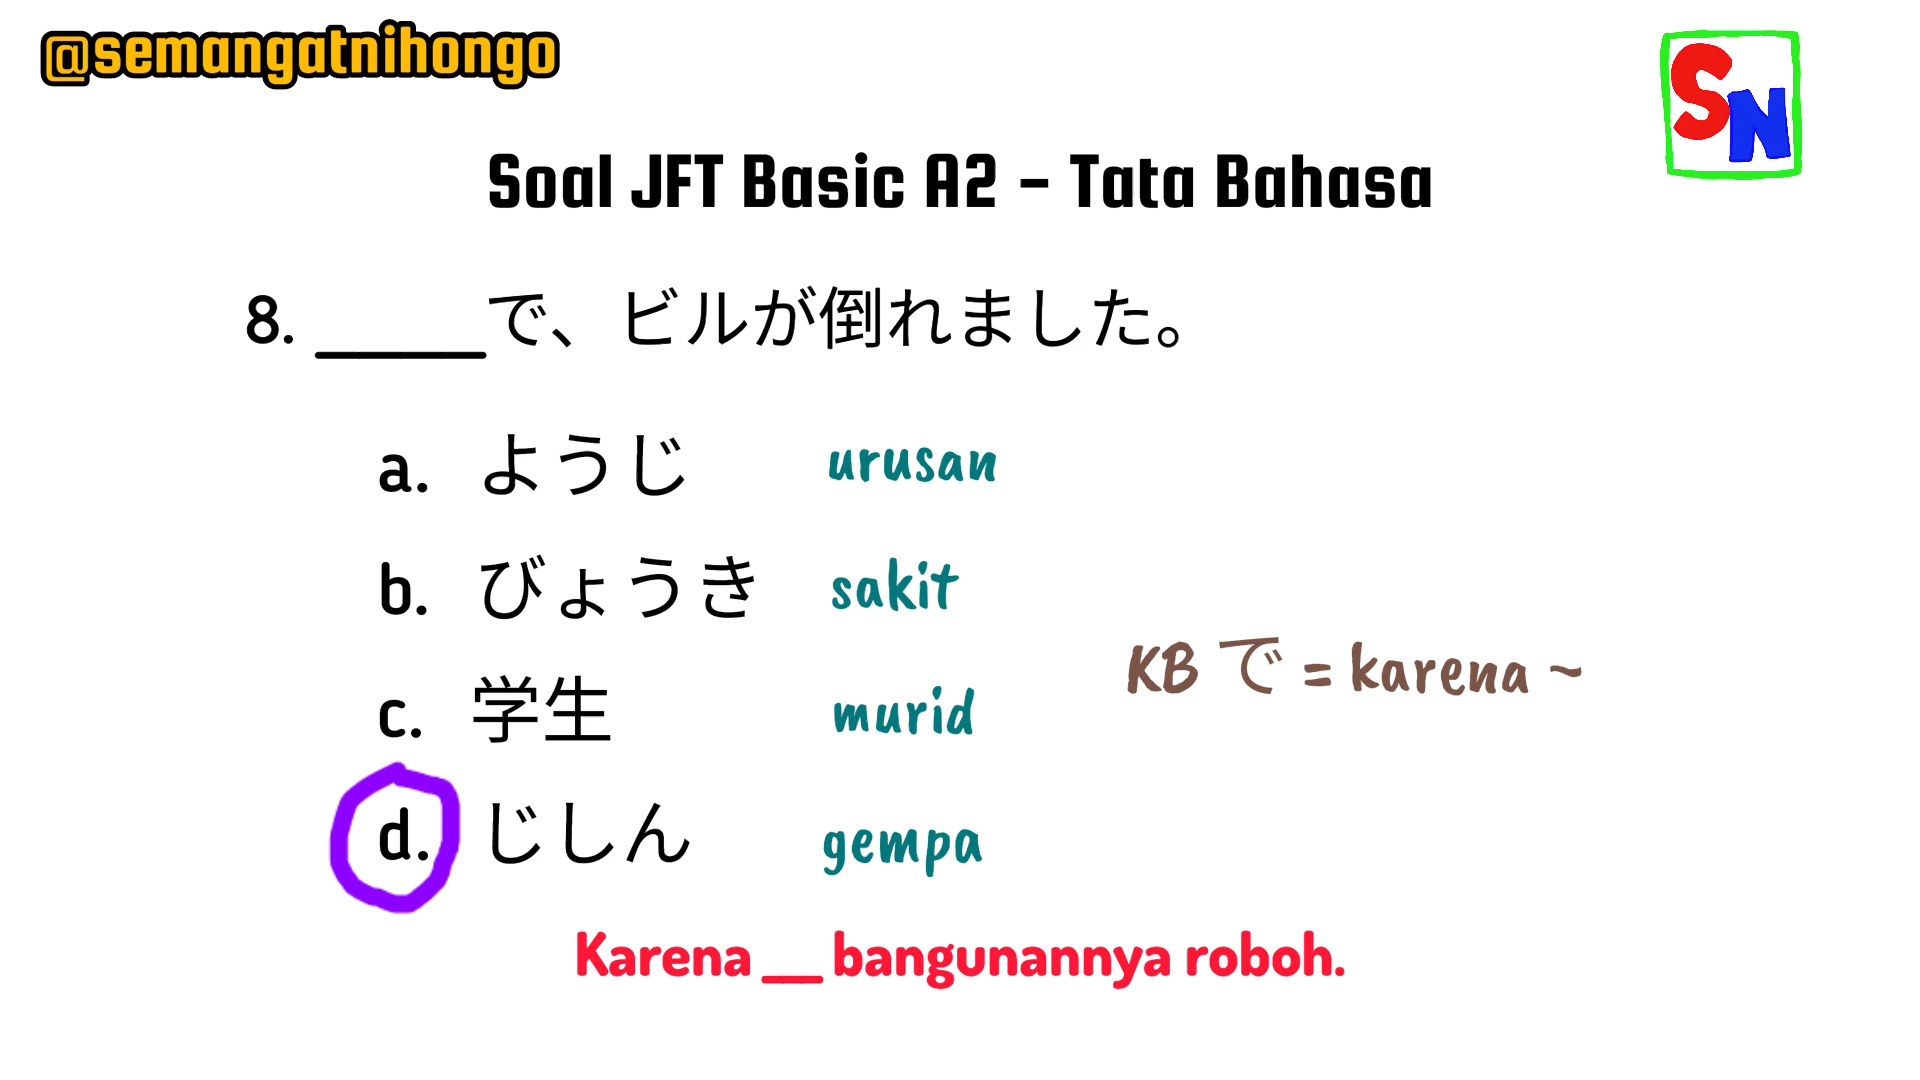 @semangatnihongo
SN
Soal JFT Basic A2 – Tata Bahasa
8. _____で、ビルが倒れました。
a. ようじ urusan
b. びょうき sakit
c. 学生 murid
KB で = karena ~
d. じしん gempa
Karena __ bangunannya roboh.